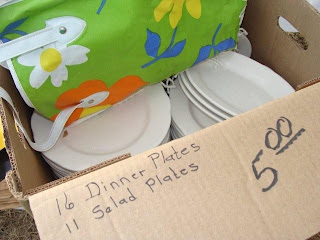 16 Dinner Plates
11 Salad Plates
5.00